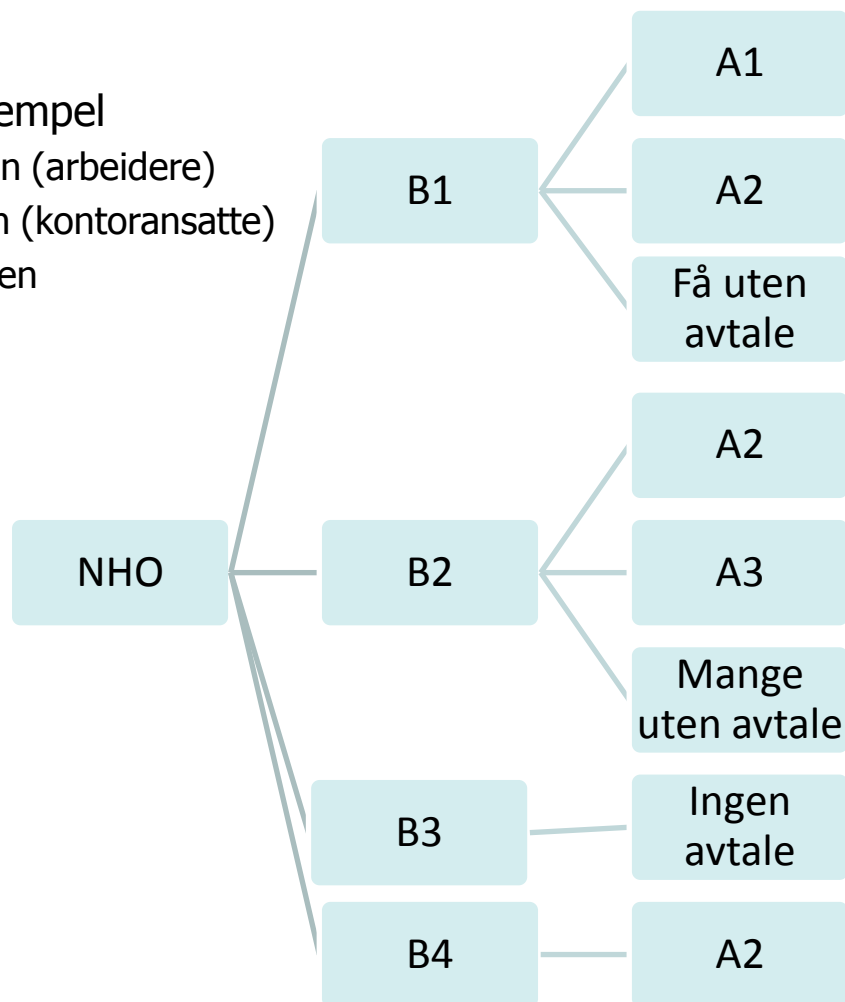 empel
n (arbeidere)
n (kontoransatte)
en
NHO
B1
A1
A2
Få uten
avtale
B2
A2
A3
Mange
uten avtale
B3
Ingen
avtale
B4
A2